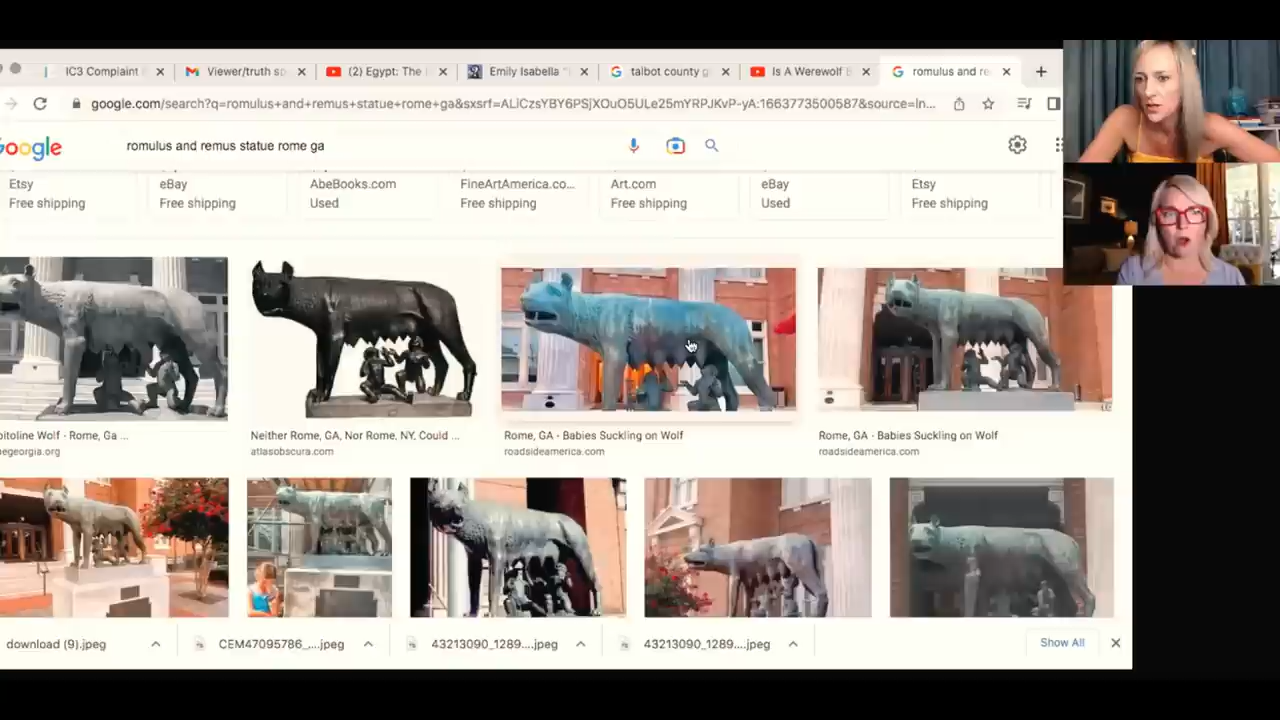 IC3 Complaint
Viewer/truth sp
(2) Egypt: The
Emily Isabella "
talbot county g
Is A Werewolf B
romulus and re
google.com/search?q=romulus+and+remus+statue+rome+ga&sxsrf=ALiCzsYBY6PSjXOuO5ULe25mYRPJKvP-yA:1663773500587&source=ln...
Google
romulus and remus statue rome ga
Etsy
Free shipping
eBay
Free shipping
AbeBooks.com
Used
FineArtAmerica.co...
Free shipping
Art.com
Free shipping
eBay
Used
Etsy
Free shipping
pitoline Wolf - Rome, Ga ...
egeorgia.org
Neither Rome, GA, Nor Rome, NY, Could ...
atlasobscura.com
Rome, GA - Babies Suckling on Wolf
roadsideamerica.com
Rome, GA - Babies Suckling on Wolf
roadsideamerica.com
download (9).jpeg
CEM47095786_....jpeg
43213090_1289....jpeg
43213090_1289....jpeg
Show All